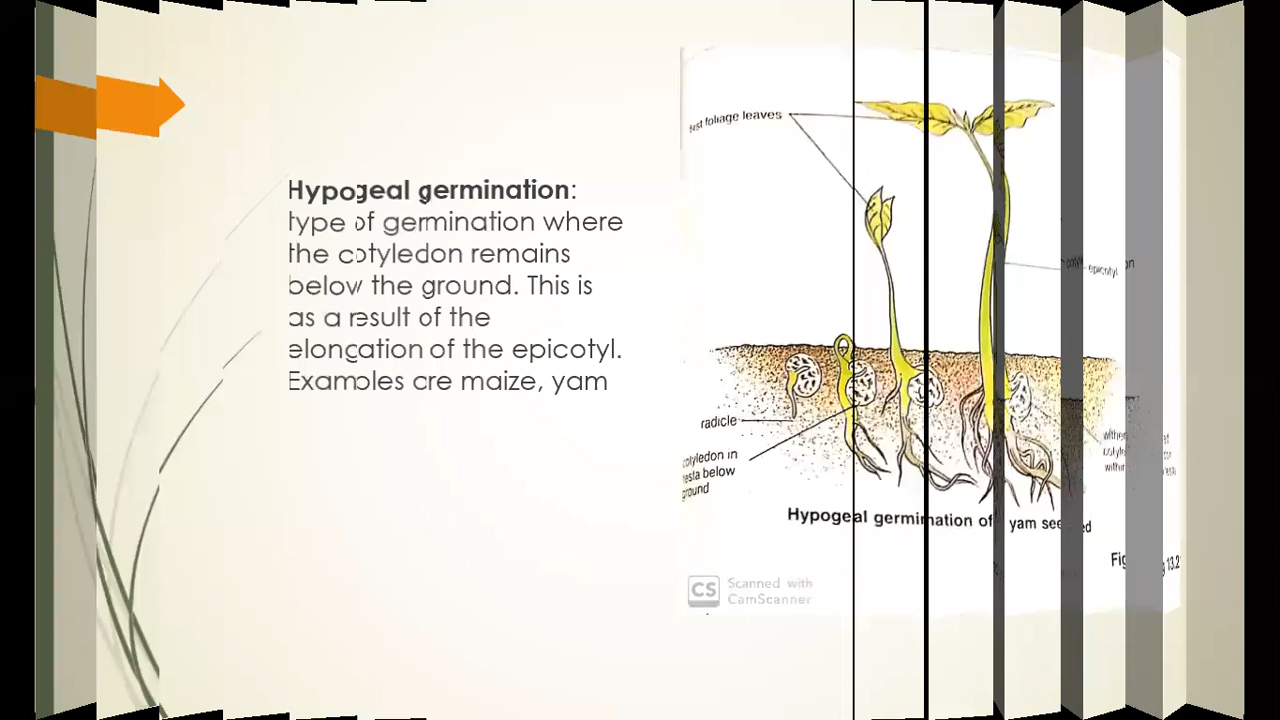 Hypogeal germination:
type of germination where
the cotyledon remains
below the ground. This is
as a result of the
elongation of the epicotyl.
Examples are maize, yam
first foliage leaves
epicotyl
radicle
cotyledon in
testa below
ground
Hypogeal germination of yam seed
CS Scanned with
CamScanner